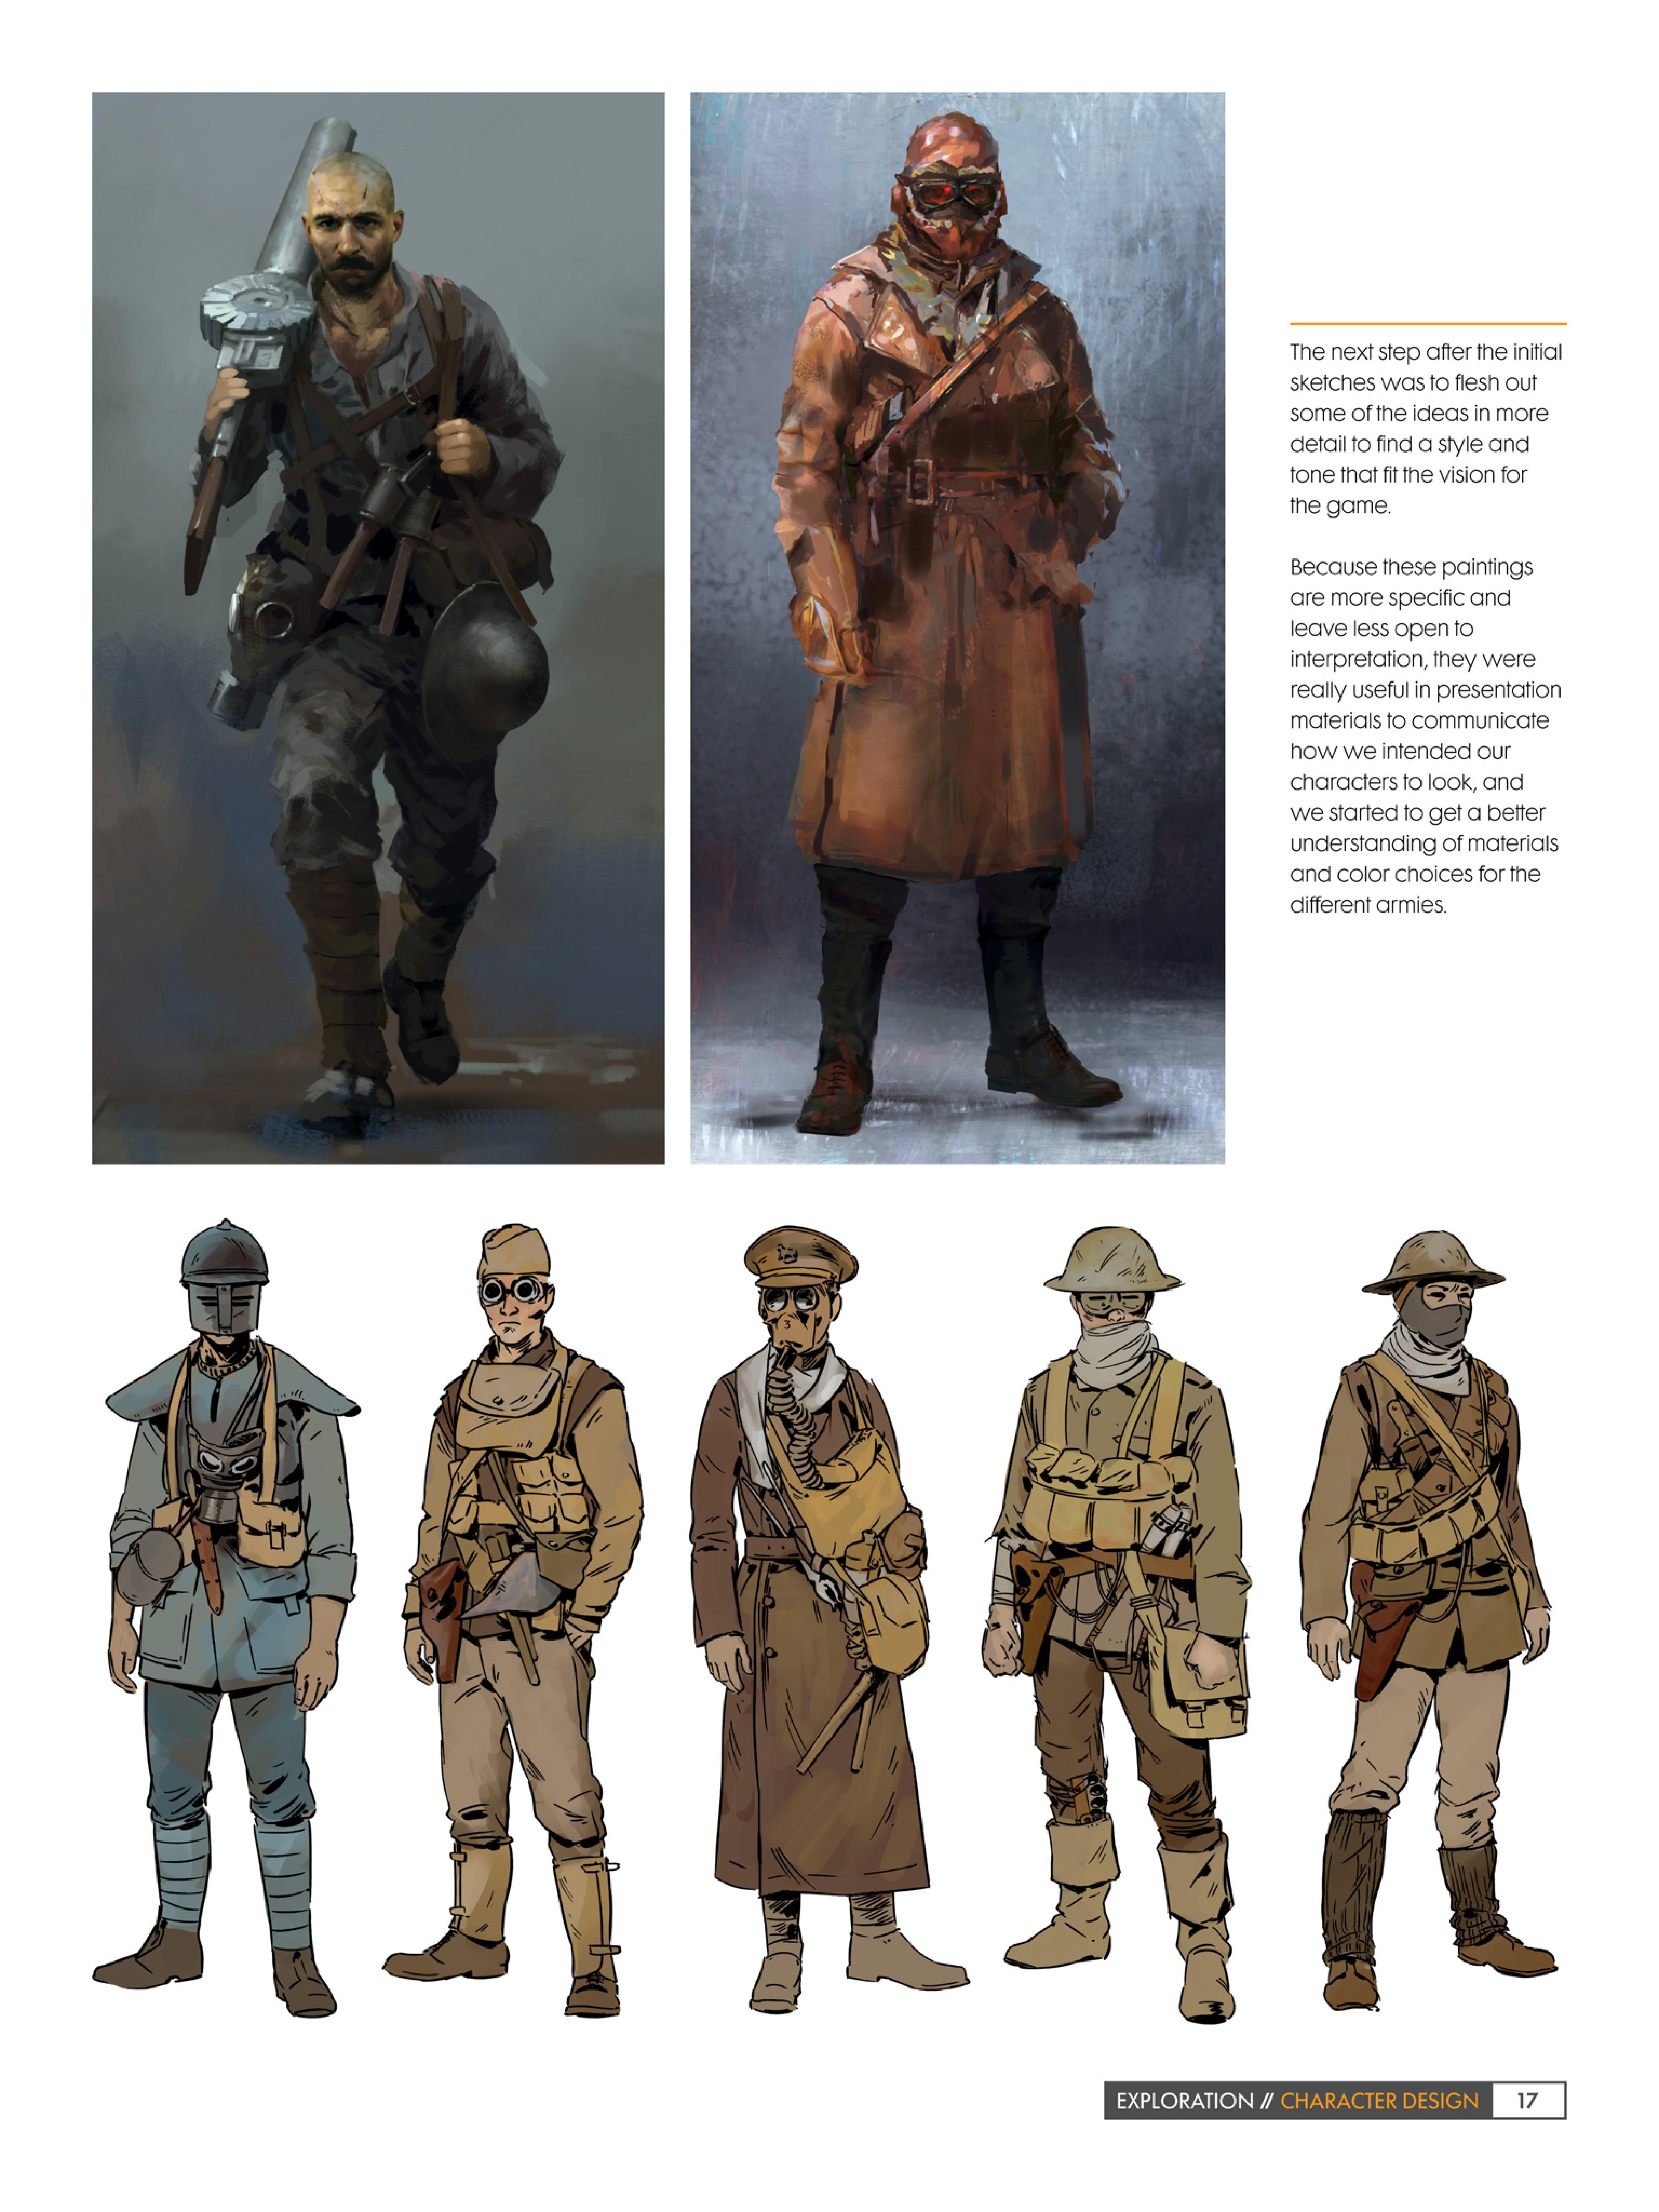 The next step after the initial
sketches was to flesh out
some of the ideas in more
detail to find a style and
tone that fit the vision for
the game.
Because these paintings
are more specific and
leave less open to
interpretation, they were
really useful in presentation
materials to communicate
how we intended our
characters to look, and
we started to get a better
understanding of materials
and color choices for the
different armies.
EXPLORATION // CHARACTER DESIGN 17